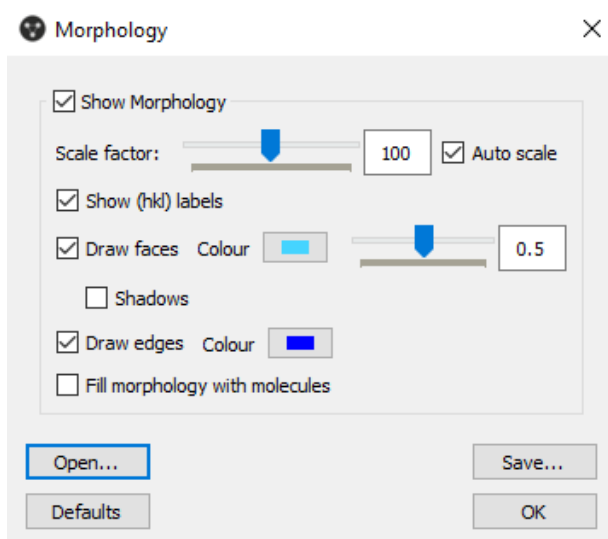 Morphology
Show Morphology
Scale factor: 100 Auto scale
Show (hkl) labels
Draw faces Colour 0.5
Shadows
Draw edges Colour
Fill morphology with molecules
Open... Save...
Defaults OK